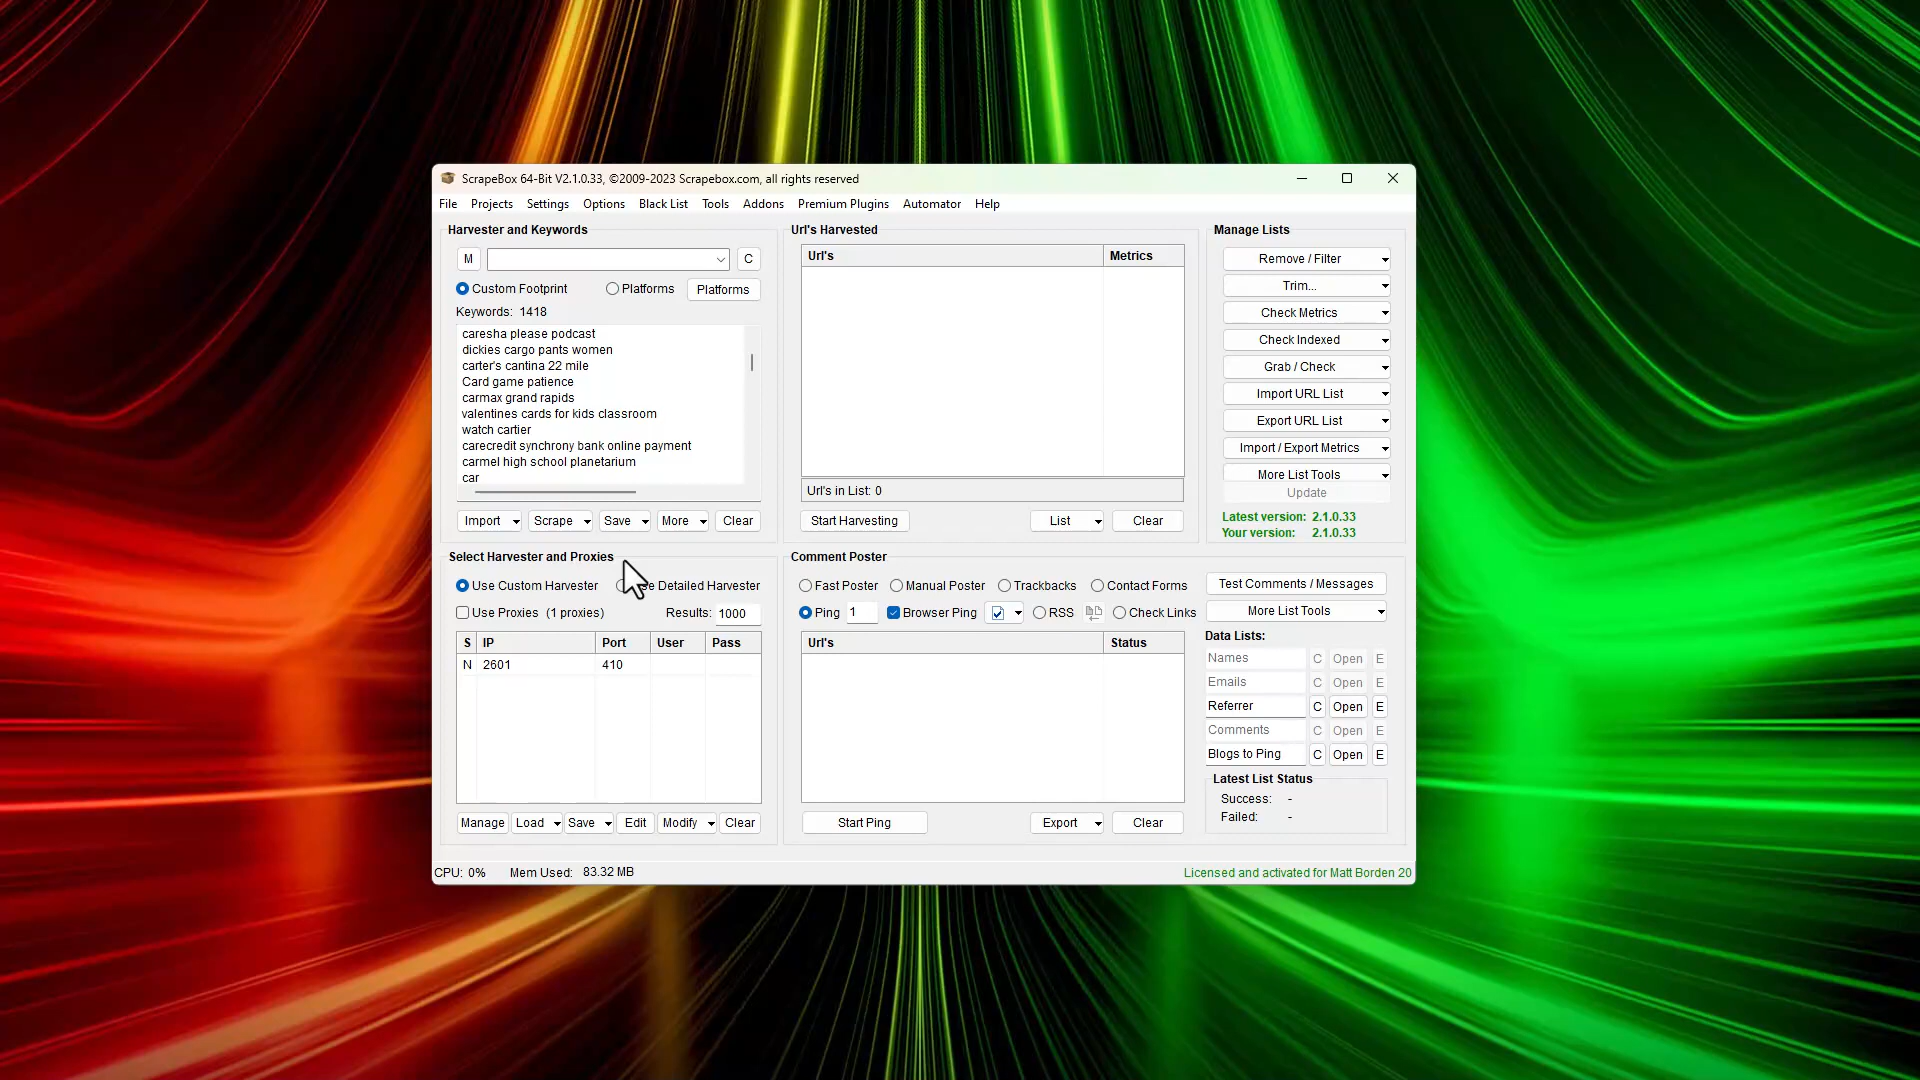 ScrapeBox 64-Bit V2.1.0.33, ©2009-2023 Scrapebox.com, all rights reserved
File Projects Settings Options Black List Tools Addons Premium Plugins Automator Help
Harvester and Keywords
M C
Custom Footprint Platforms Platforms
Keywords: 1418
caresha please podcast
dickies cargo pants women
carter's cantina 22 mile
Card game patience
carmax grand rapids
valentines cards for kids classroom
watch cartier
carecredit synchrony bank online payment
carmel high school planetarium
car
Import Scrape Save More Clear
Url's Harvested
Url's Metrics
Url's in List: 0
Start Harvesting List Clear
Manage Lists
Remove / Filter
Trim...
Check Metrics
Check Indexed
Grab / Check
Import URL List
Export URL List
Import / Export Metrics
More List Tools
Update
Latest version: 2.1.0.33
Your version: 2.1.0.33
Select Harvester and Proxies
Use Custom Harvester Detailed Harvester
Use Proxies (1 proxies) Results: 1000
S IP Port User Pass
N 2601 410
Manage Load Save Edit Modify Clear
Comment Poster
Fast Poster Manual Poster Trackbacks Contact Forms
Ping 1 Browser Ping RSS Check Links
Url's Status
Start Ping Export Clear
Test Comments / Messages
More List Tools
Data Lists:
Names C Open E
Emails C Open E
Referrer C Open E
Comments C Open E
Blogs to Ping C Open E
Latest List Status
Success: -
Failed: -
CPU: 0% Mem Used: 83.32 MB
Licensed and activated for Matt Borden 20